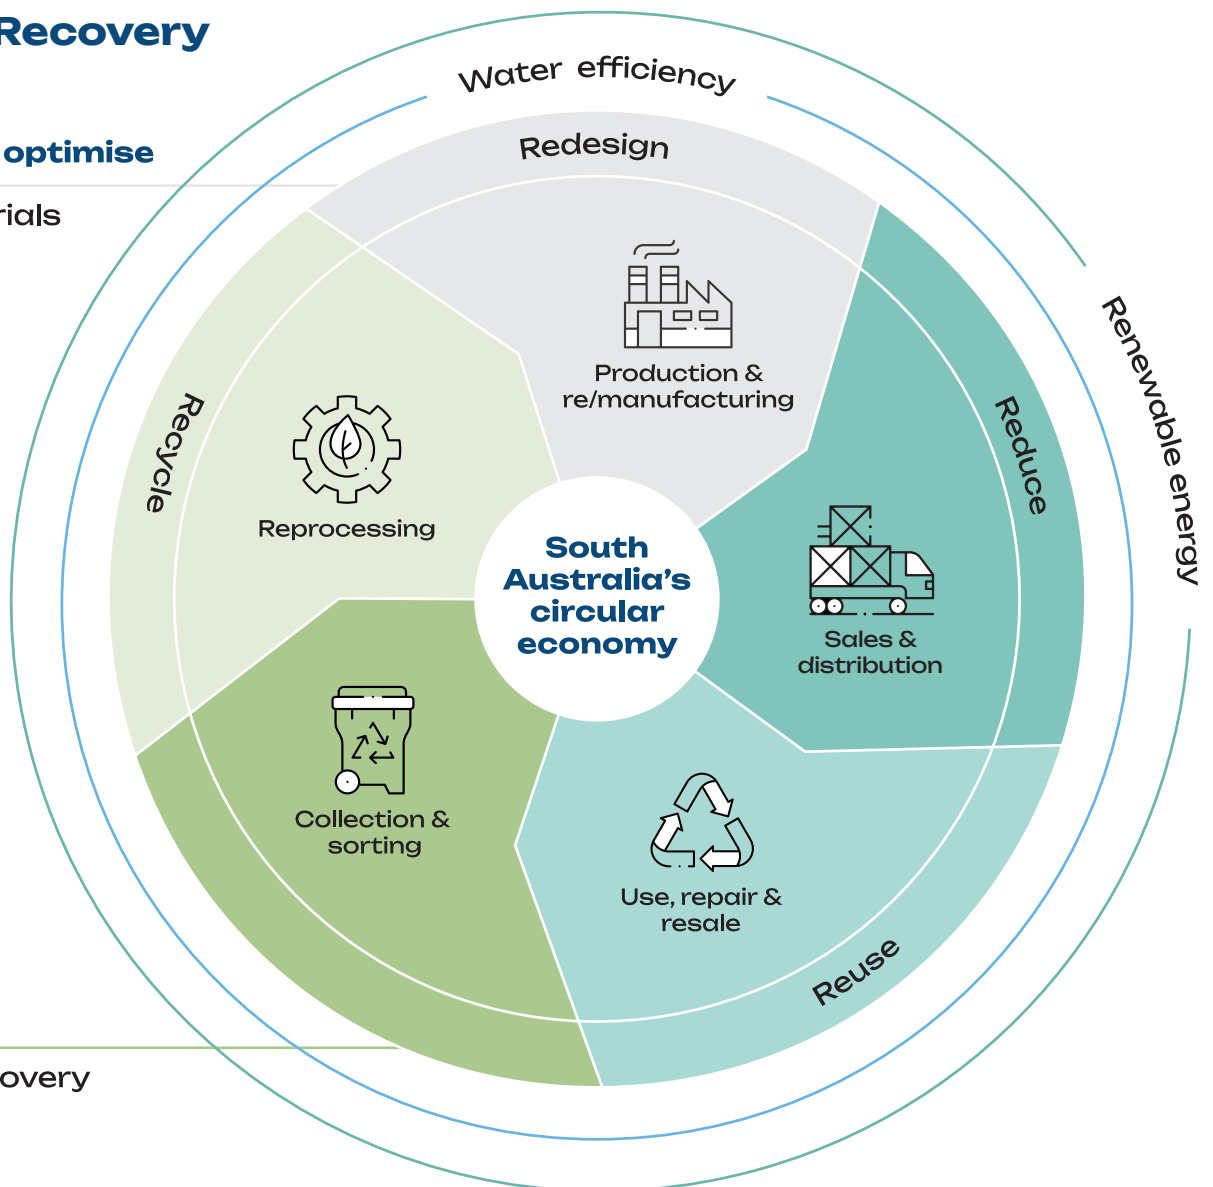 Recovery
optimise
rials
overy
Water efficiency
Renewable energy
Redesign
Production &
re/manufacturing
Reduce
Sales &
distribution
Reuse
Use, repair &
resale
Collection &
sorting
Recycle
Reprocessing
South
Australia’s
circular
economy